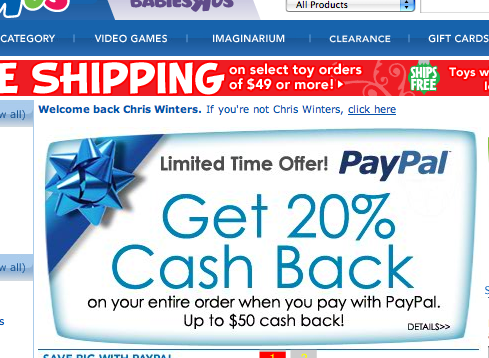 BABIES"R"US
All Products
CATEGORY
VIDEO GAMES
IMAGINARIUM
CLEARANCE
GIFT CARDS
E SHIPPING on select toy orders
of $49 or more!
SHIPS
FREE
Toys w
Welcome back Chris Winters. If you're not Chris Winters, click here
w all)
Limited Time Offer! PayPal
Get 20%
Cash Back
on your entire order when you pay with PayPal.
Up to $50 cash back!
DETAILS>>
w all)
s
SAVE BIG WITH PAYPAL
1 2